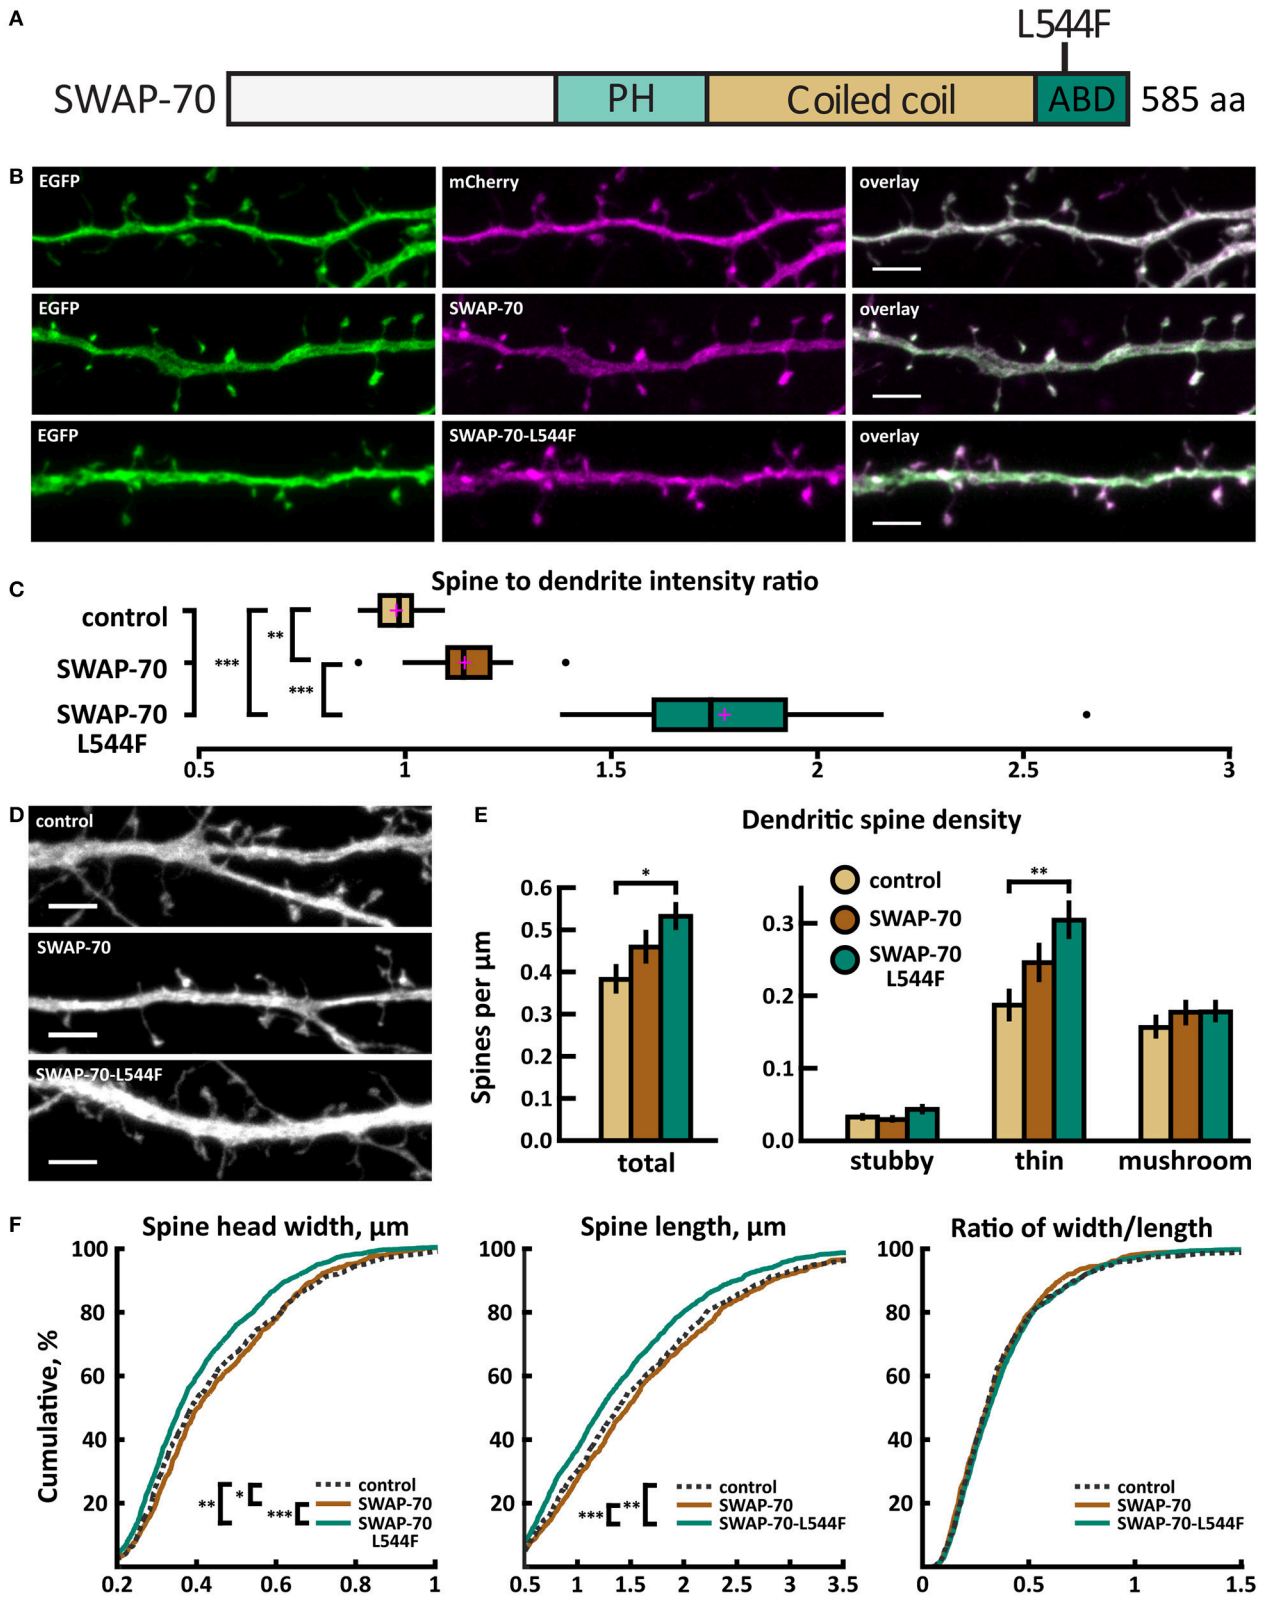 A
L544F
SWAP-70
PH
Coiled coil
ABD
585 aa
B
EGFP
mCherry
overlay
EGFP
SWAP-70
overlay
EGFP
SWAP-70-L544F
overlay
C
Spine to dendrite intensity ratio
control
SWAP-70
SWAP-70
L544F
***
**
***
0.5 1 1.5 2 2.5 3
D
control
SWAP-70
SWAP-70-L544F
E
Dendritic spine density
Spines per µm
0.6
0.5
0.4
0.3
0.2
0.1
0.0
*
total
control
SWAP-70
SWAP-70
L544F
**
0.3
0.2
0.1
0.0
stubby thin mushroom
F
Spine head width, µm
Cumulative, %
100
80
60
40
20
** * ***
control
SWAP-70
SWAP-70
L544F
0.2 0.4 0.6 0.8 1
Spine length, µm
100
80
60
40
20
*** **
control
SWAP-70
SWAP-70-L544F
0.5 1 1.5 2 2.5 3 3.5
Ratio of width/length
100
80
60
40
20
control
SWAP-70
SWAP-70-L544F
0 0.5 1 1.5